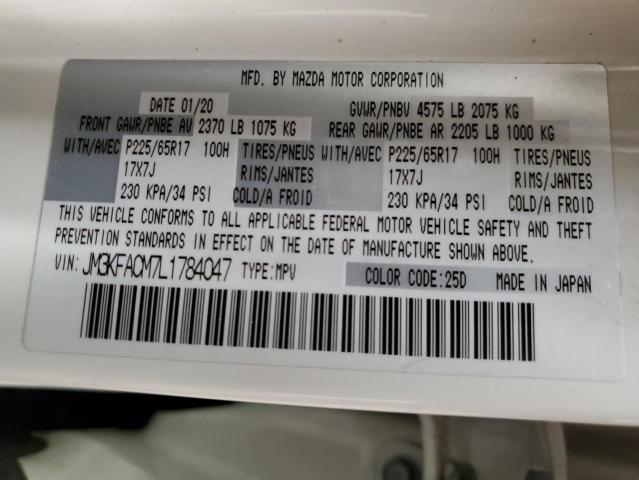 MFD. BY MAZDA MOTOR CORPORATION
DATE 01/20 GVWR/PNBV 4575 LB 2075 KG
FRONT GAWR/PNBE AV 2370 LB 1075 KG REAR GAWR/PNBE AR 2205 LB 1000 KG
WITH/AVEC P225/65R17 100H TIRES/PNEUS WITH/AVEC P225/65R17 100H TIRES/PNEUS
17X7J RIMS/JANTES 17X7J RIMS/JANTES
230 KPA/34 PSI COLD/A FROID 230 KPA/34 PSI COLD/A FROID
THIS VEHICLE CONFORMS TO ALL APPLICABLE FEDERAL MOTOR VEHICLE SAFETY AND THEFT
PREVENTION STANDARDS IN EFFECT ON THE DATE OF MANUFACTURE SHOWN ABOVE.
VIN: JM3KFACM7L1784047 TYPE:MPV COLOR CODE:25D MADE IN JAPAN